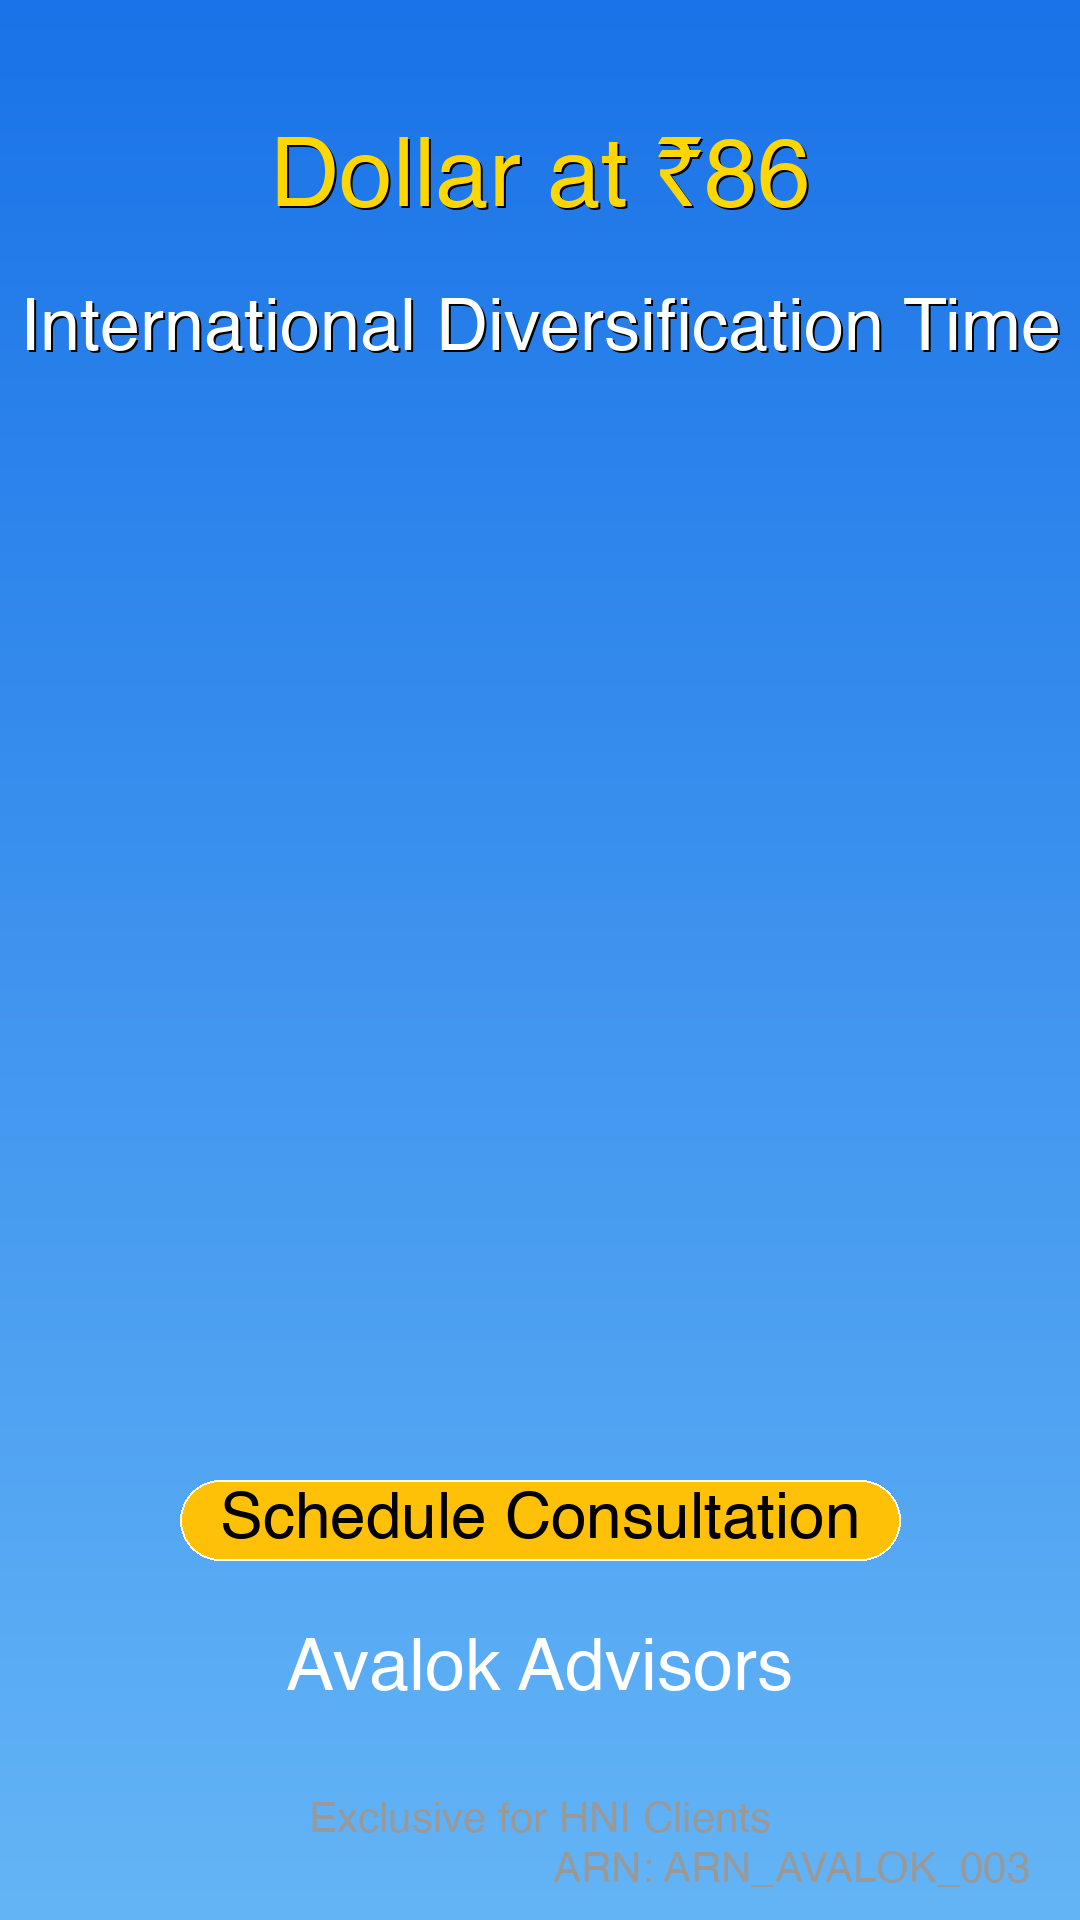 Dollar at ₹86
International Diversification Time
Schedule Consultation
Avalok Advisors
Exclusive for HNI Clients
ARN: ARN_AVALOK_003